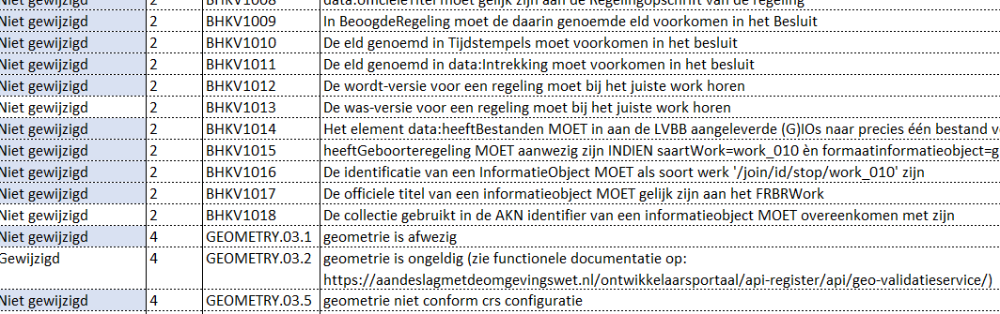 Niet gewijzigd 2 BHKV1008 data:officieleTitel moet gelijk zijn aan de Regelingopschrift van de regeling
Niet gewijzigd 2 BHKV1009 In BeoogdeRegeling moet de daarin genoemde eId voorkomen in het Besluit
Niet gewijzigd 2 BHKV1010 De eId genoemd in Tijdstempels moet voorkomen in het besluit
Niet gewijzigd 2 BHKV1011 De eId genoemd in data:Intrekking moet voorkomen in het besluit
Niet gewijzigd 2 BHKV1012 De wordt-versie voor een regeling moet bij het juiste work horen
Niet gewijzigd 2 BHKV1013 De was-versie voor een regeling moet bij het juiste work horen
Niet gewijzigd 2 BHKV1014 Het element data:heeftBestanden MOET in aan de LVBB aangeleverde (G)IOs naar precies één bestand v
Niet gewijzigd 2 BHKV1015 heeftGeboorteregeling MOET aanwezig zijn INDIEN saartWork=work_010 èn formaatinformatieobject=g
Niet gewijzigd 2 BHKV1016 De identificatie van een InformatieObject MOET als soort werk '/join/id/stop/work_010' zijn
Niet gewijzigd 2 BHKV1017 De officiele titel van een informatieobject MOET gelijk zijn aan het FRBRWork
Niet gewijzigd 2 BHKV1018 De collectie gebruikt in de AKN identifier van een informatieobject MOET overeenkomen met zijn
Niet gewijzigd 4 GEOMETRY.03.1 geometrie is afwezig
Gewijzigd 4 GEOMETRY.03.2 geometrie is ongeldig (zie functionele documentatie op:
https://aandeslagmetdeomgevingswet.nl/ontwikkelaarsportaal/api-register/api/geo-validatieservice/)
Niet gewijzigd 4 GEOMETRY.03.5 geometrie niet conform crs configuratie